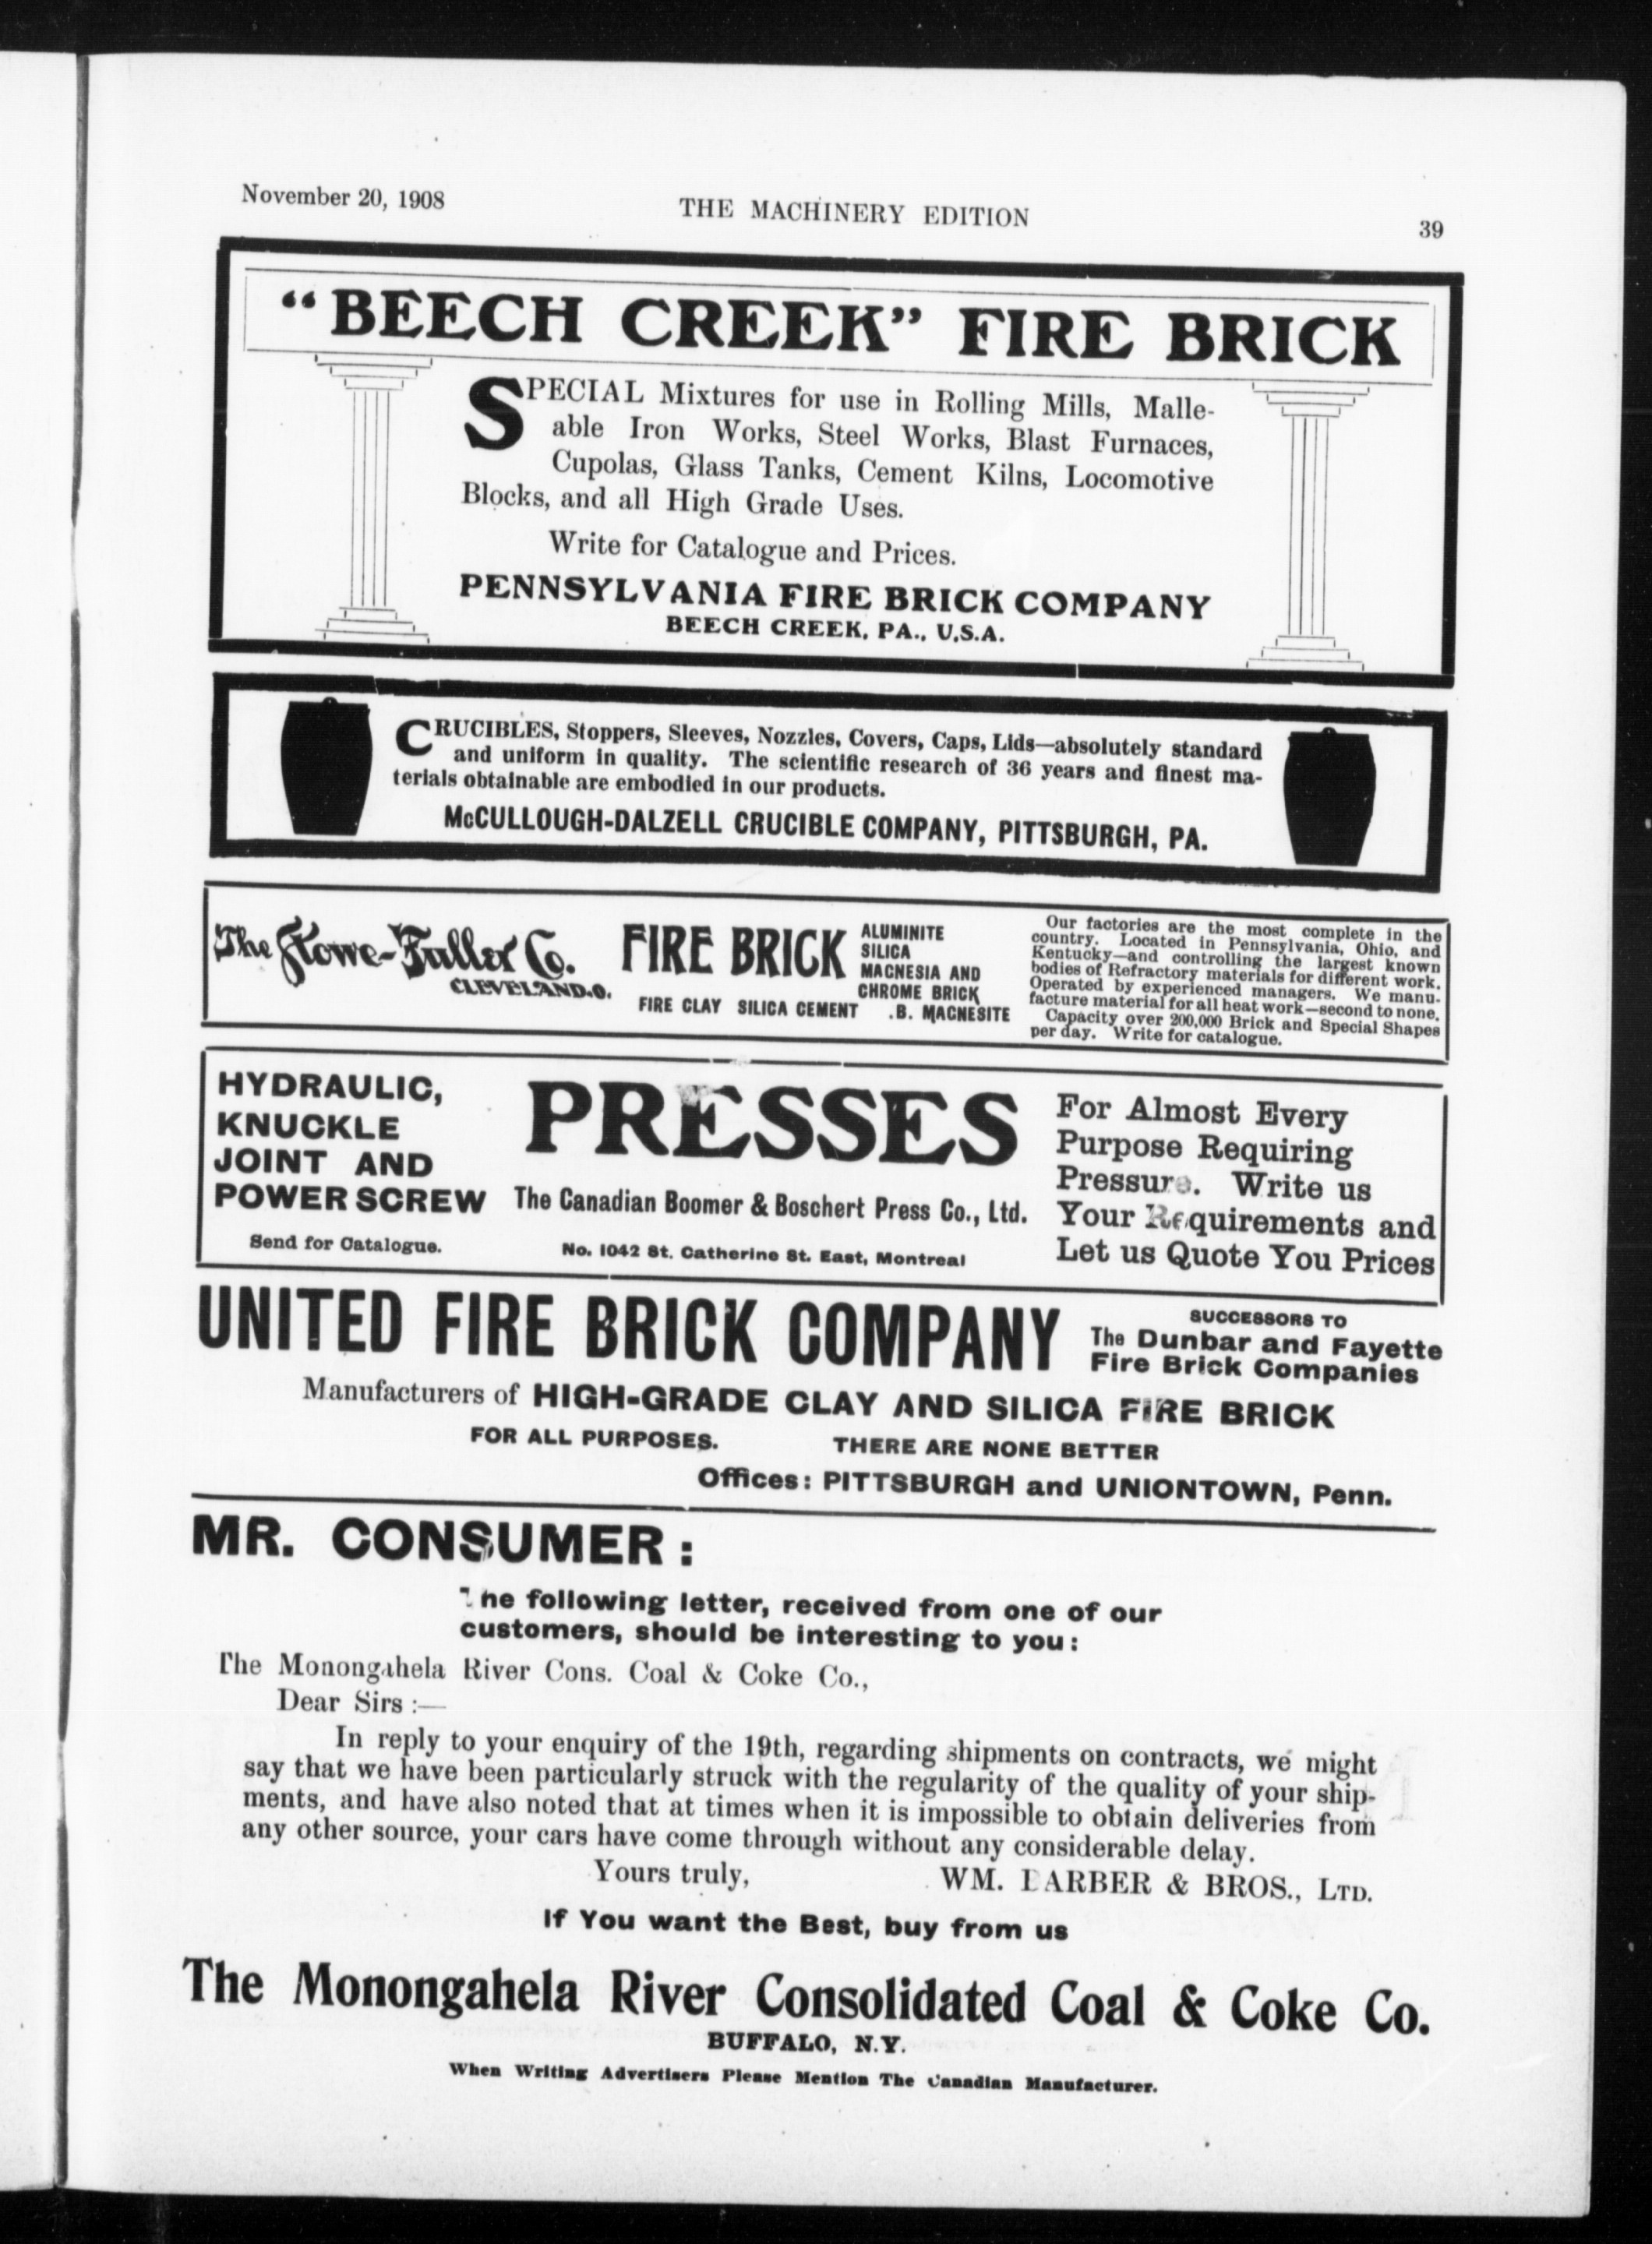 November 20, 1908
THE MACHINERY EDITION
39
"BEECH CREEK" FIRE BRICK
SPECIAL Mixtures for use in Rolling Mills, Malle-
able Iron Works, Steel Works, Blast Furnaces,
Cupolas, Glass Tanks, Cement Kilns, Locomotive
Blocks, and all High Grade Uses.
Write for Catalogue and Prices.
PENNSYLVANIA FIRE BRICK COMPANY
BEECH CREEK, PA., U.S.A.
CRUCIBLES, Stoppers, Sleeves, Nozzles, Covers, Caps, Lids—absolutely standard
and uniform in quality. The scientific research of 36 years and finest ma-
terials obtainable are embodied in our products.
McCULLOUGH-DALZELL CRUCIBLE COMPANY, PITTSBURGH, PA.
The Stowe-Fuller Co.
CLEVELAND.O.
FIRE BRICK
ALUMINITE
SILICA
MAGNESIA AND
CHROME BRICK
FIRE CLAY SILICA CEMENT .B. MAGNESITE
Our factories are the most complete in the
country. Located in Pennsylvania, Ohio, and
Kentucky—and controlling the largest known
bodies of Refractory materials for different work.
Operated by experienced managers. We manu-
facture material for all heat work—second to none.
Capacity over 200,000 Brick and Special Shapes
per day. Write for catalogue.
HYDRAULIC,
KNUCKLE
JOINT AND
POWER SCREW
Send for Catalogue.
PRESSES
The Canadian Boomer & Boschert Press Co., Ltd.
No. 1042 St. Catherine St. East, Montreal
For Almost Every
Purpose Requiring
Pressure. Write us
Your Requirements and
Let us Quote You Prices
UNITED FIRE BRICK COMPANY
SUCCESSORS TO
The Dunbar and Fayette
Fire Brick Companies
Manufacturers of HIGH-GRADE CLAY AND SILICA FIRE BRICK
FOR ALL PURPOSES. THERE ARE NONE BETTER
Offices: PITTSBURGH and UNIONTOWN, Penn.
MR. CONSUMER:
The following letter, received from one of our
customers, should be interesting to you:
The Monongahela River Cons. Coal & Coke Co.,
Dear Sirs:—
In reply to your enquiry of the 19th, regarding shipments on contracts, we might
say that we have been particularly struck with the regularity of the quality of your ship-
ments, and have also noted that at times when it is impossible to obtain deliveries from
any other source, your cars have come through without any considerable delay.
Yours truly, WM. BARBER & BROS., LTD.
If You want the Best, buy from us
The Monongahela River Consolidated Coal & Coke Co.
BUFFALO, N.Y.
When Writing Advertisers Please Mention The Canadian Manufacturer.